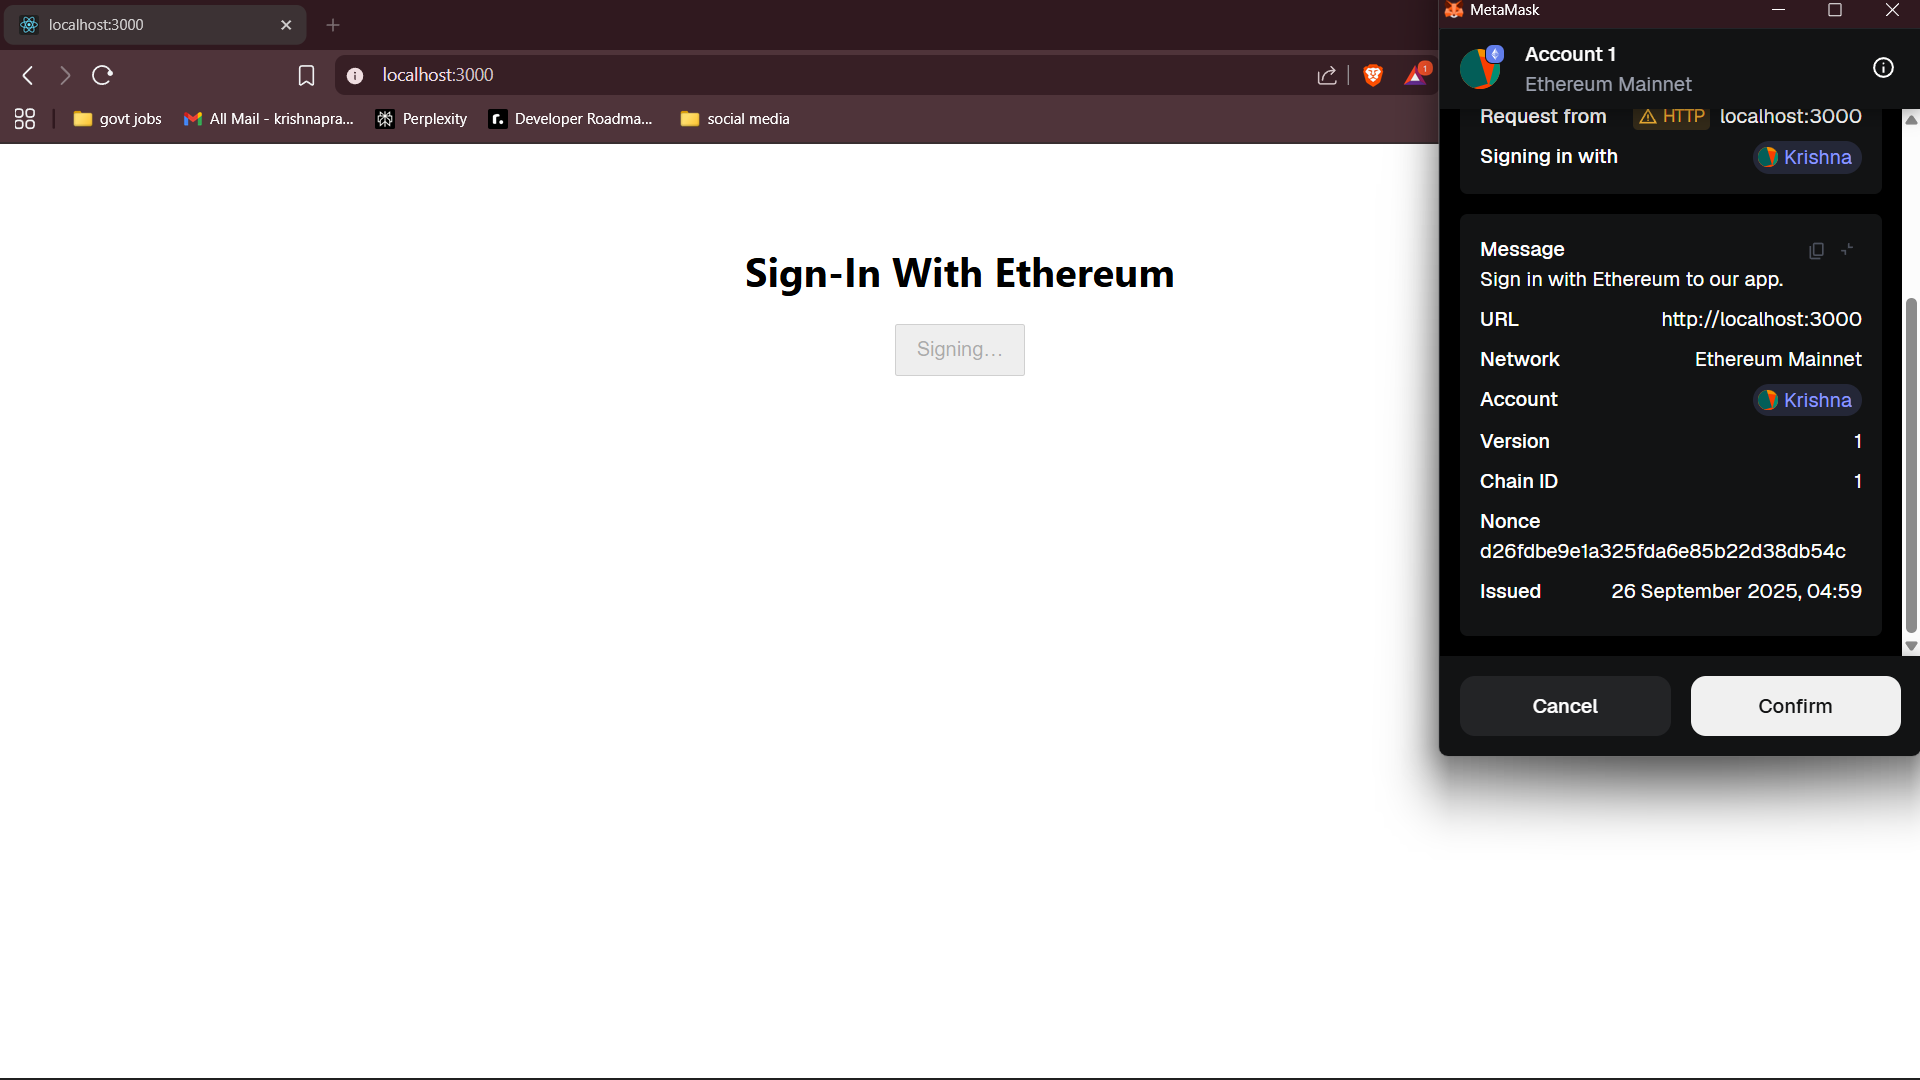 localhost:3000
localhost:3000
1
govt jobs
All Mail - krishnapra...
Perplexity
Developer Roadma...
social media
Sign-In With Ethereum
Signing...
MetaMask
Account 1
Ethereum Mainnet
Request from HTTP localhost:3000
Signing in with Krishna
Message
Sign in with Ethereum to our app.
URL http://localhost:3000
Network Ethereum Mainnet
Account Krishna
Version 1
Chain ID 1
Nonce
d26fdbe9e1a325fda6e85b22d38db54c
Issued 26 September 2025, 04:59
Cancel Confirm